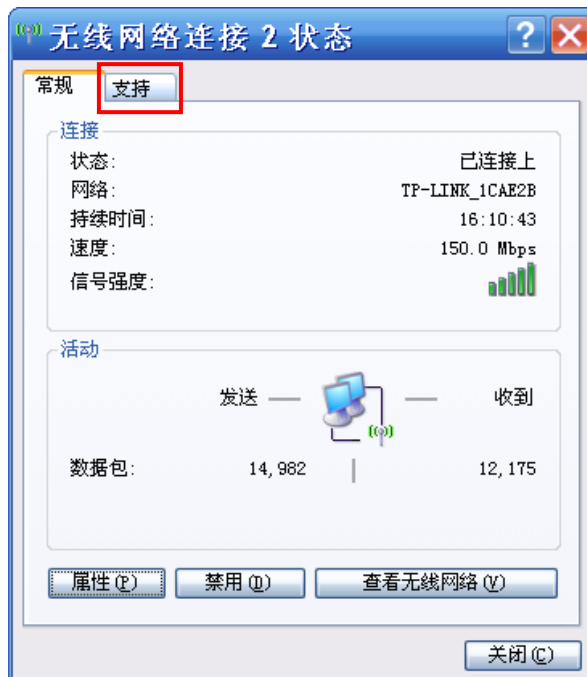 无线网络连接 2 状态
常规 支持
连接
状态: 已连接上
网络: TP-LINK_1CAE2B
持续时间: 16:10:43
速度: 150.0 Mbps
信号强度:
活动
发送 收到
数据包: 14,982 12,175
属性(P) 禁用(D) 查看无线网络(V)
关闭(C)